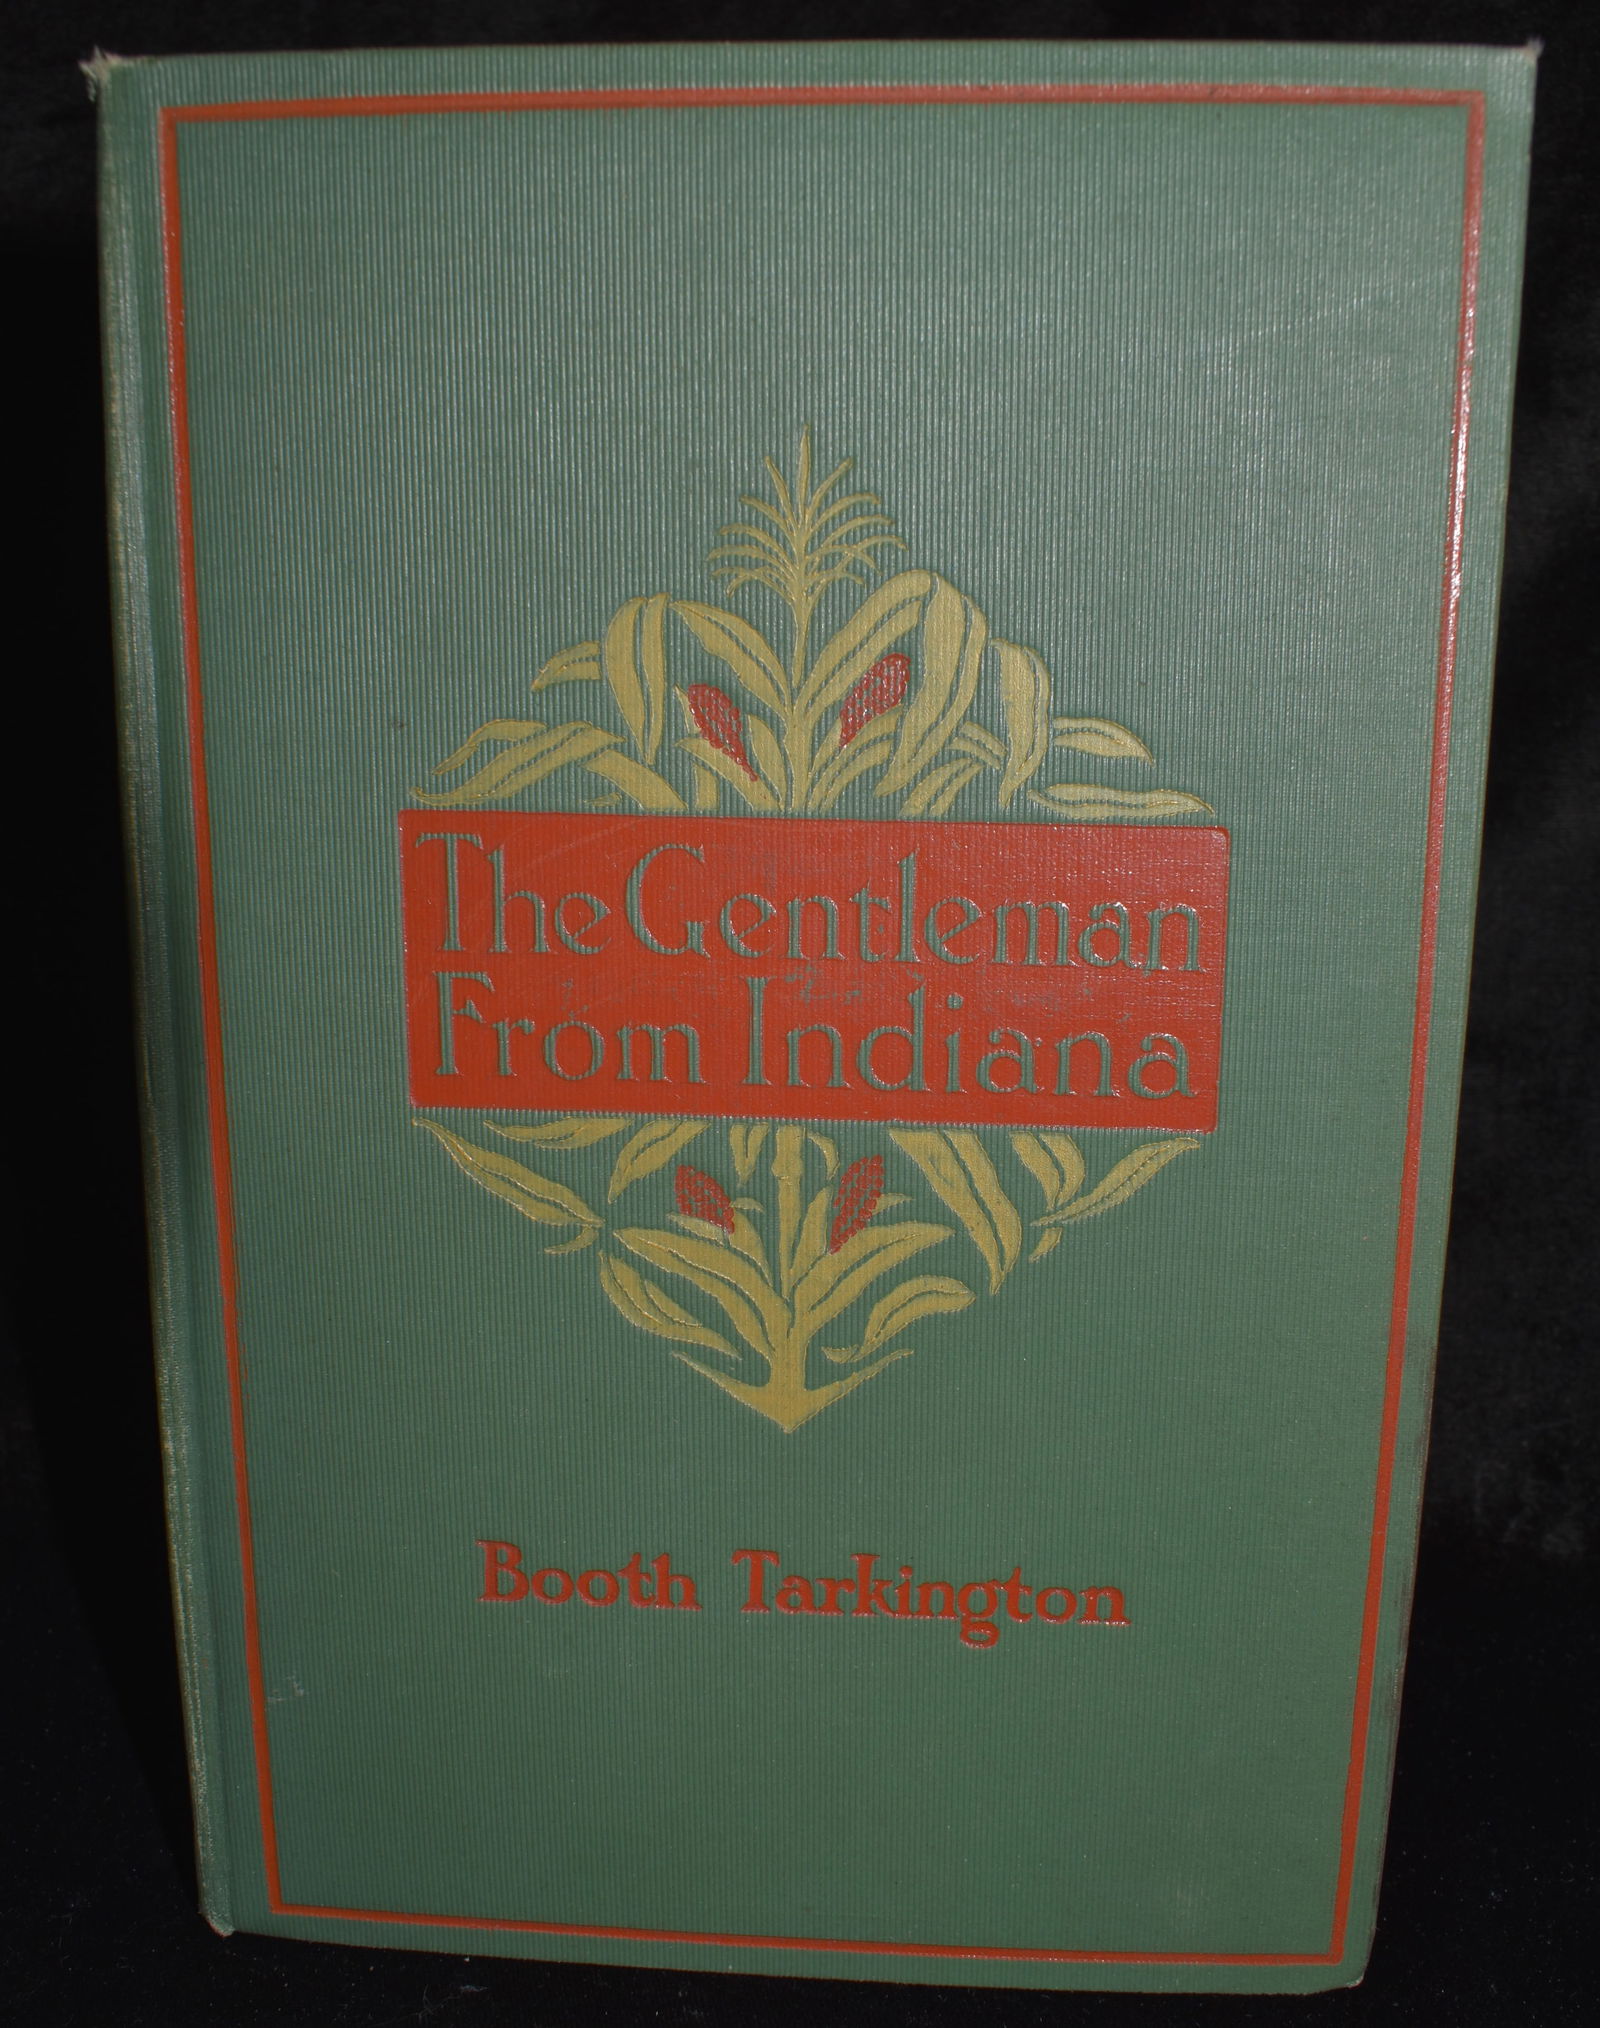 The Gentleman
From Indiana
Booth Tarkington